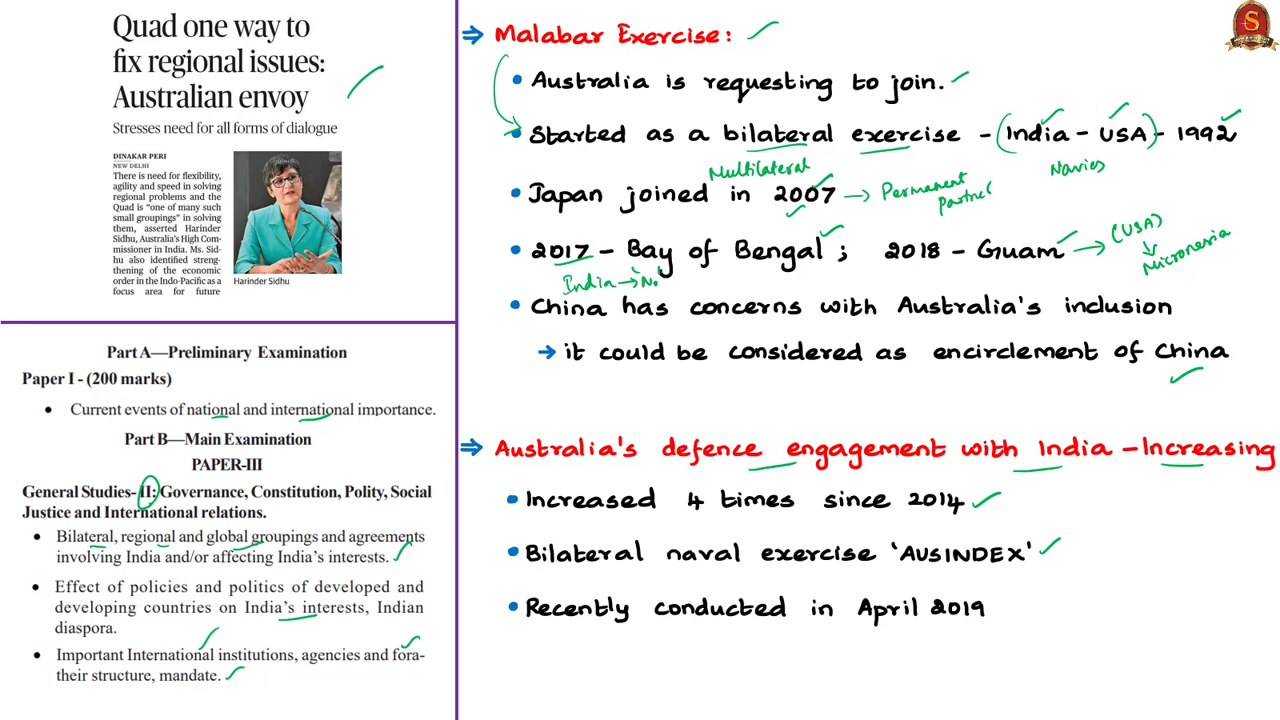 Quad one way to
fix regional issues:
Australian envoy
Stresses need for all forms of dialogue
DINAKAR PERI
NEW DELHI
There is need for flexibility,
agility and speed in solving
regional problems and the
Quad is “one of many such
small groupings” in solving
them, asserted Harinder
Sidhu, Australia’s High Com-
missioner in India. Ms. Sid-
hu also identified streng-
thening of the economic
order in the Indo-Pacific as a
focus area for future
Harinder Sidhu
Part A—Preliminary Examination
Paper I - (200 marks)
• Current events of national and international importance.
Part B—Main Examination
PAPER-III
General Studies- II: Governance, Constitution, Polity, Social
Justice and International relations.
• Bilateral, regional and global groupings and agreements
involving India and/or affecting India’s interests.
• Effect of policies and politics of developed and
developing countries on India’s interests, Indian
diaspora.
• Important International institutions, agencies and fora-
their structure, mandate.
⇒ Malabar Exercise:
• Australia is requesting to join.
• Started as a bilateral exercise - (India - USA) - 1992
Multilateral
Navies
• Japan joined in 2007 → Permanent
Partner
• 2017 - Bay of Bengal ; 2018 - Guam → (USA)
Micronesia
India → No
• China has concerns with Australia's inclusion
→ it could be considered as encirclement of China
⇒ Australia's defence engagement with India - Increasing
• Increased 4 times since 2014
• Bilateral naval exercise 'AUSINDEX'
• Recently conducted in April 2019
S